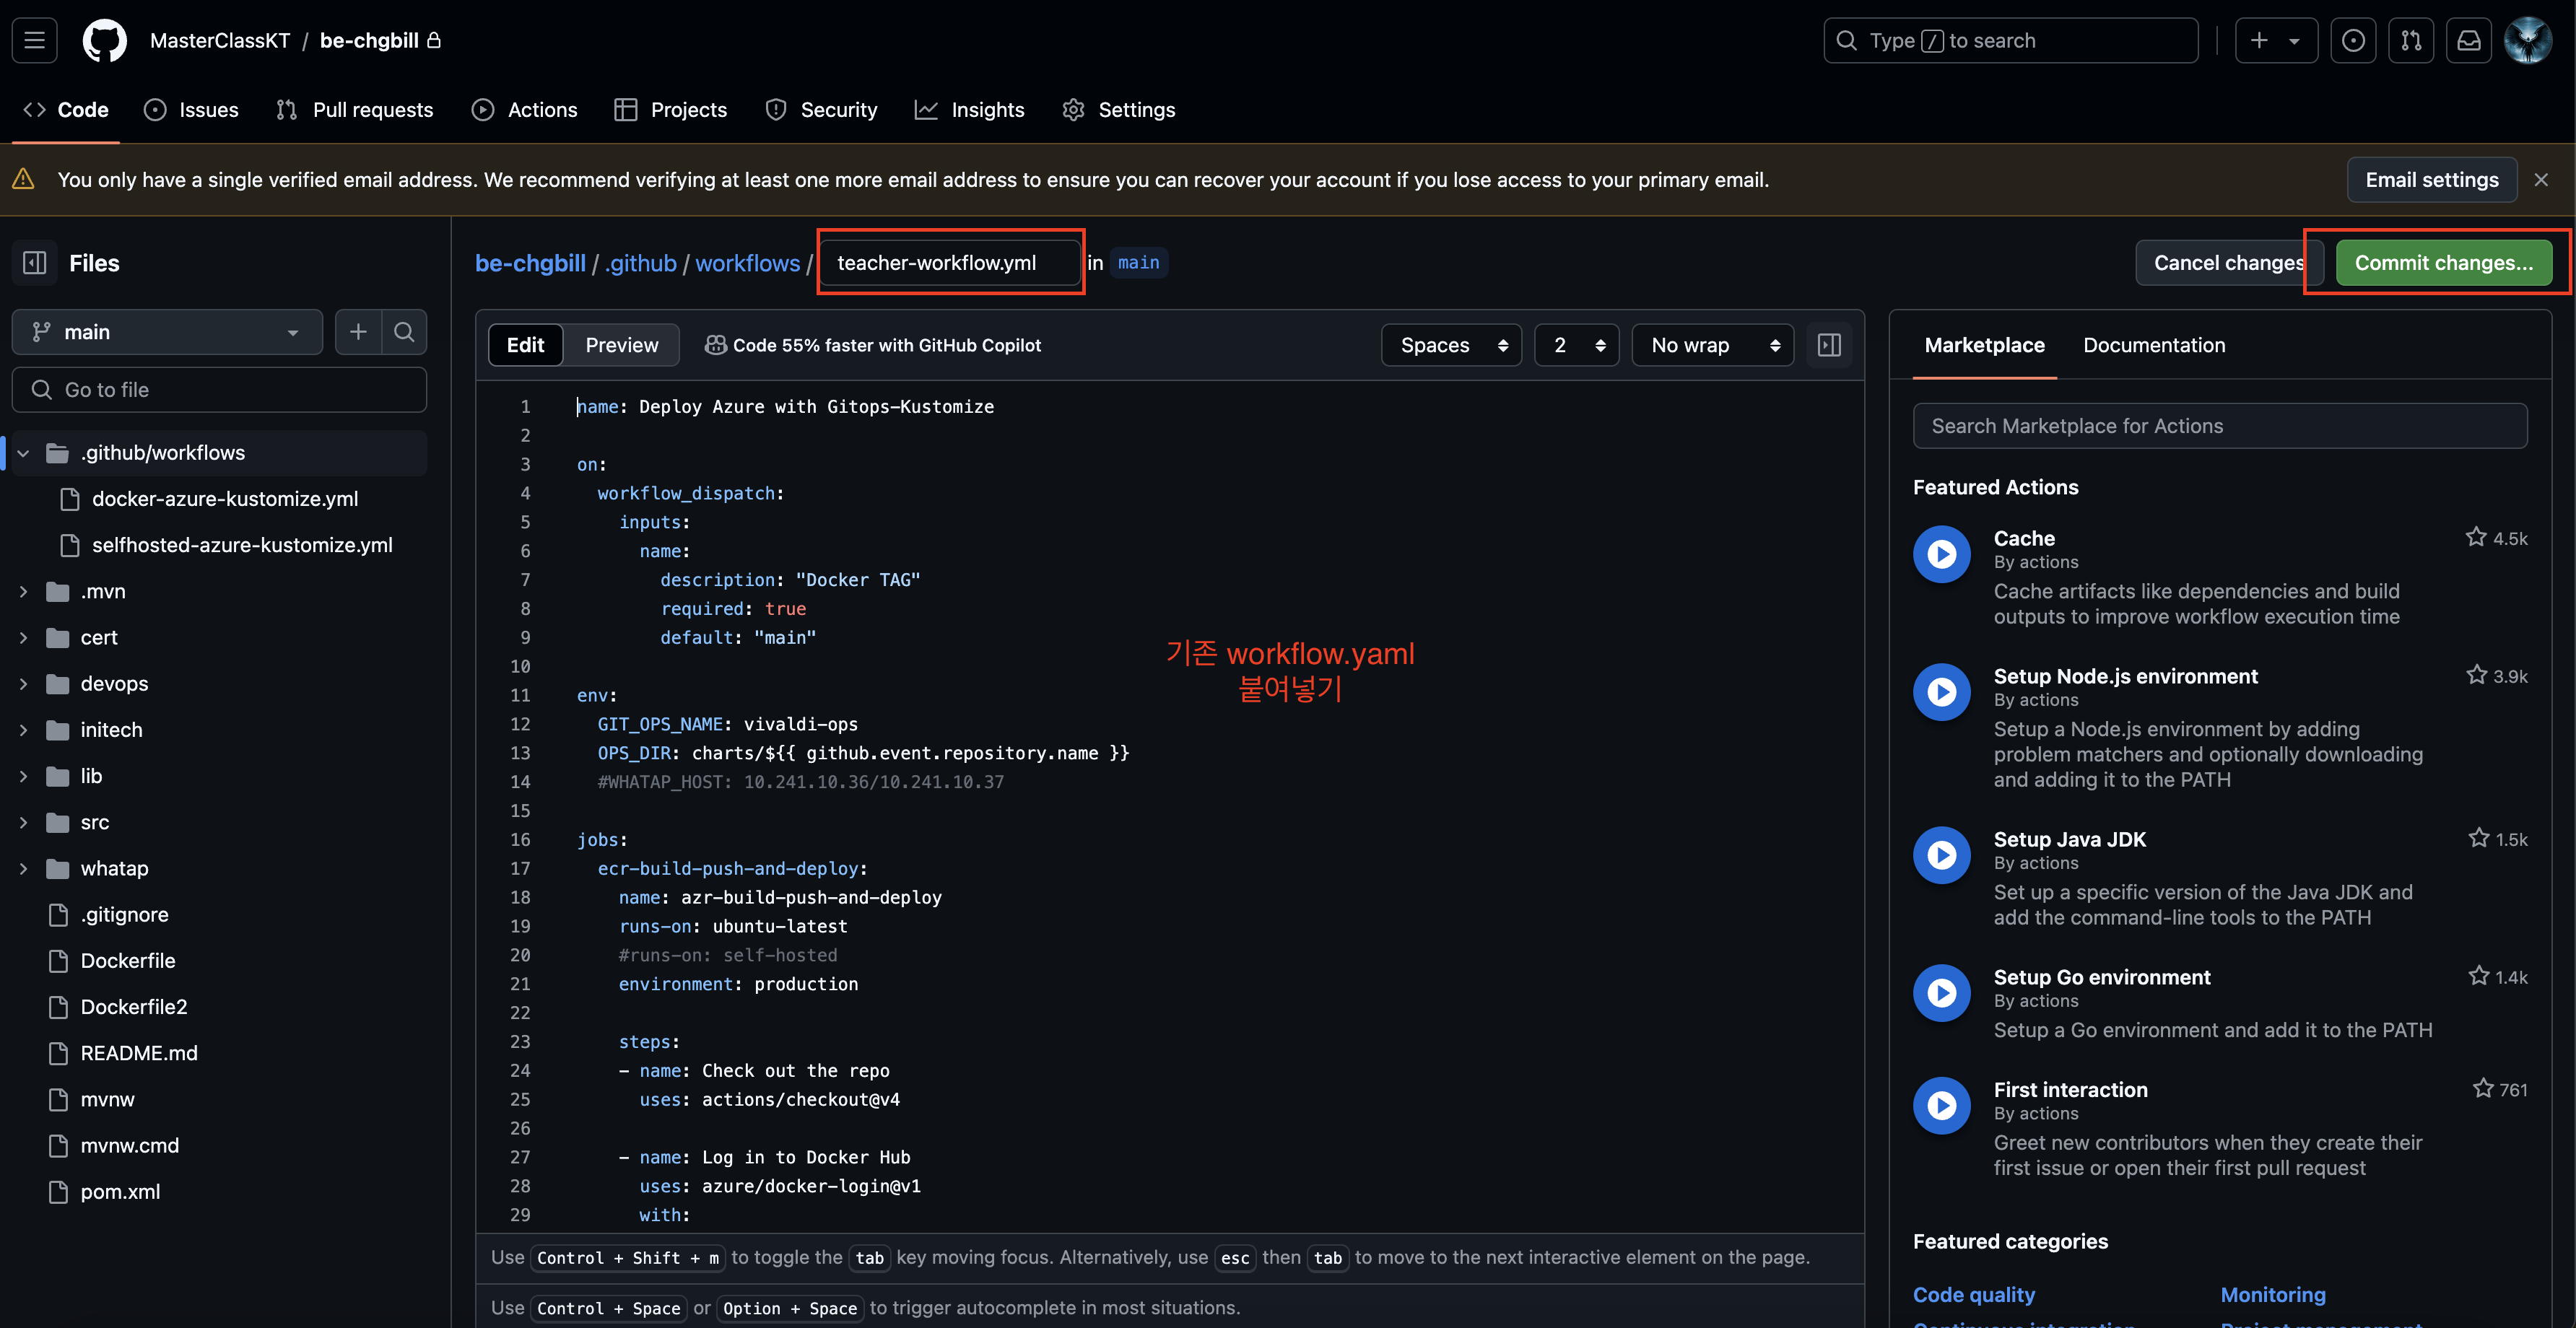 MasterClassKT / be-chgbill
Type / to search
Code
Issues
Pull requests
Actions
Projects
Security
Insights
Settings
You only have a single verified email address. We recommend verifying at least one more email address to ensure you can recover your account if you lose access to your primary email.
Email settings
Files
main
Go to file
.github/workflows
docker-azure-kustomize.yml
selfhosted-azure-kustomize.yml
.mvn
cert
devops
initech
lib
src
whatap
.gitignore
Dockerfile
Dockerfile2
README.md
mvnw
mvnw.cmd
pom.xml
be-chgbill / .github / workflows / teacher-workflow.yml in main
Cancel changes
Commit changes...
Edit
Preview
Code 55% faster with GitHub Copilot
Spaces
2
No wrap
1 name: Deploy Azure with Gitops-Kustomize
2
3 on:
4 workflow_dispatch:
5 inputs:
6 name:
7 description: "Docker TAG"
8 required: true
9 default: "main"
10
11 env:
12 GIT_OPS_NAME: vivaldi-ops
13 OPS_DIR: charts/${{ github.event.repository.name }}
14 #WHATAP_HOST: 10.241.10.36/10.241.10.37
15
16 jobs:
17 ecr-build-push-and-deploy:
18 name: azr-build-push-and-deploy
19 runs-on: ubuntu-latest
20 #runs-on: self-hosted
21 environment: production
22
23 steps:
24 - name: Check out the repo
25 uses: actions/checkout@v4
26
27 - name: Log in to Docker Hub
28 uses: azure/docker-login@v1
29 with:
기존 workflow.yaml
붙여넣기
Use Control + Shift + m to toggle the tab key moving focus. Alternatively, use esc then tab to move to the next interactive element on the page.
Use Control + Space or Option + Space to trigger autocomplete in most situations.
Marketplace
Documentation
Search Marketplace for Actions
Featured Actions
Cache
4.5k
By actions
Cache artifacts like dependencies and build
outputs to improve workflow execution time
Setup Node.js environment
3.9k
By actions
Setup a Node.js environment by adding
problem matchers and optionally downloading
and adding it to the PATH
Setup Java JDK
1.5k
By actions
Set up a specific version of the Java JDK and
add the command-line tools to the PATH
Setup Go environment
1.4k
By actions
Setup a Go environment and add it to the PATH
First interaction
761
By actions
Greet new contributors when they create their
first issue or open their first pull request
Featured categories
Code quality
Monitoring
Continuous integration
Project management